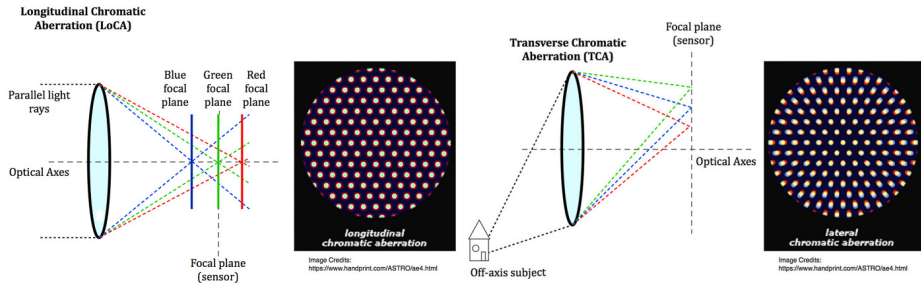 Longitudinal Chromatic
Aberration (LoCA)
Parallel light
rays
Blue
focal
plane
Green
focal
plane
Red
focal
plane
Optical Axes
Focal plane
(sensor)
longitudinal
chromatic aberration
Image Credits:
https://www.handprint.com/ASTRO/ae4.html
Transverse Chromatic
Aberration (TCA)
Focal plane
(sensor)
Optical Axes
Off-axis subject
lateral
chromatic aberration
Image Credits:
https://www.handprint.com/ASTRO/ae4.html